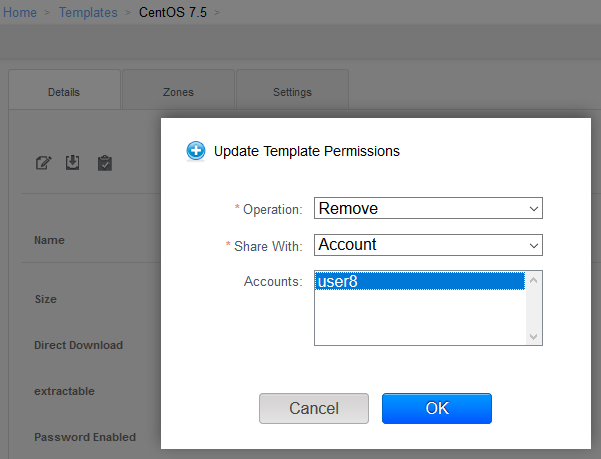 Home > Templates > CentOS 7.5 >
Details Zones Settings
Update Template Permissions
* Operation: Remove
Name
* Share With: Account
Accounts: user8
Size
Direct Download
extractable
Cancel OK
Password Enabled